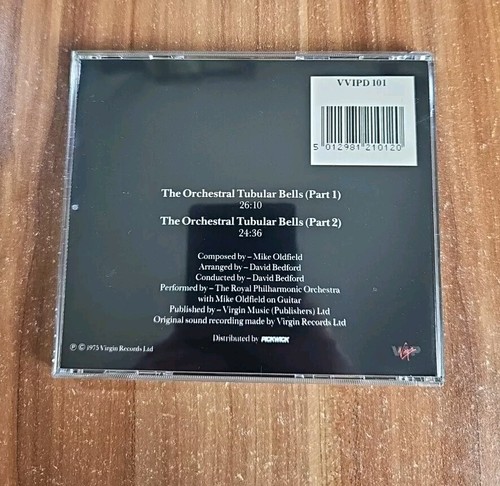 VVIPD 101
5 012981 210120
The Orchestral Tubular Bells (Part 1)
26:10
The Orchestral Tubular Bells (Part 2)
24:36
Composed by – Mike Oldfield
Arranged by – David Bedford
Conducted by – David Bedford
Performed by – The Royal Philharmonic Orchestra
with Mike Oldfield on Guitar
Published by – Virgin Music (Publishers) Ltd
Original sound recording made by Virgin Records Ltd
Distributed by PICKWICK
℗ © 1975 Virgin Records Ltd